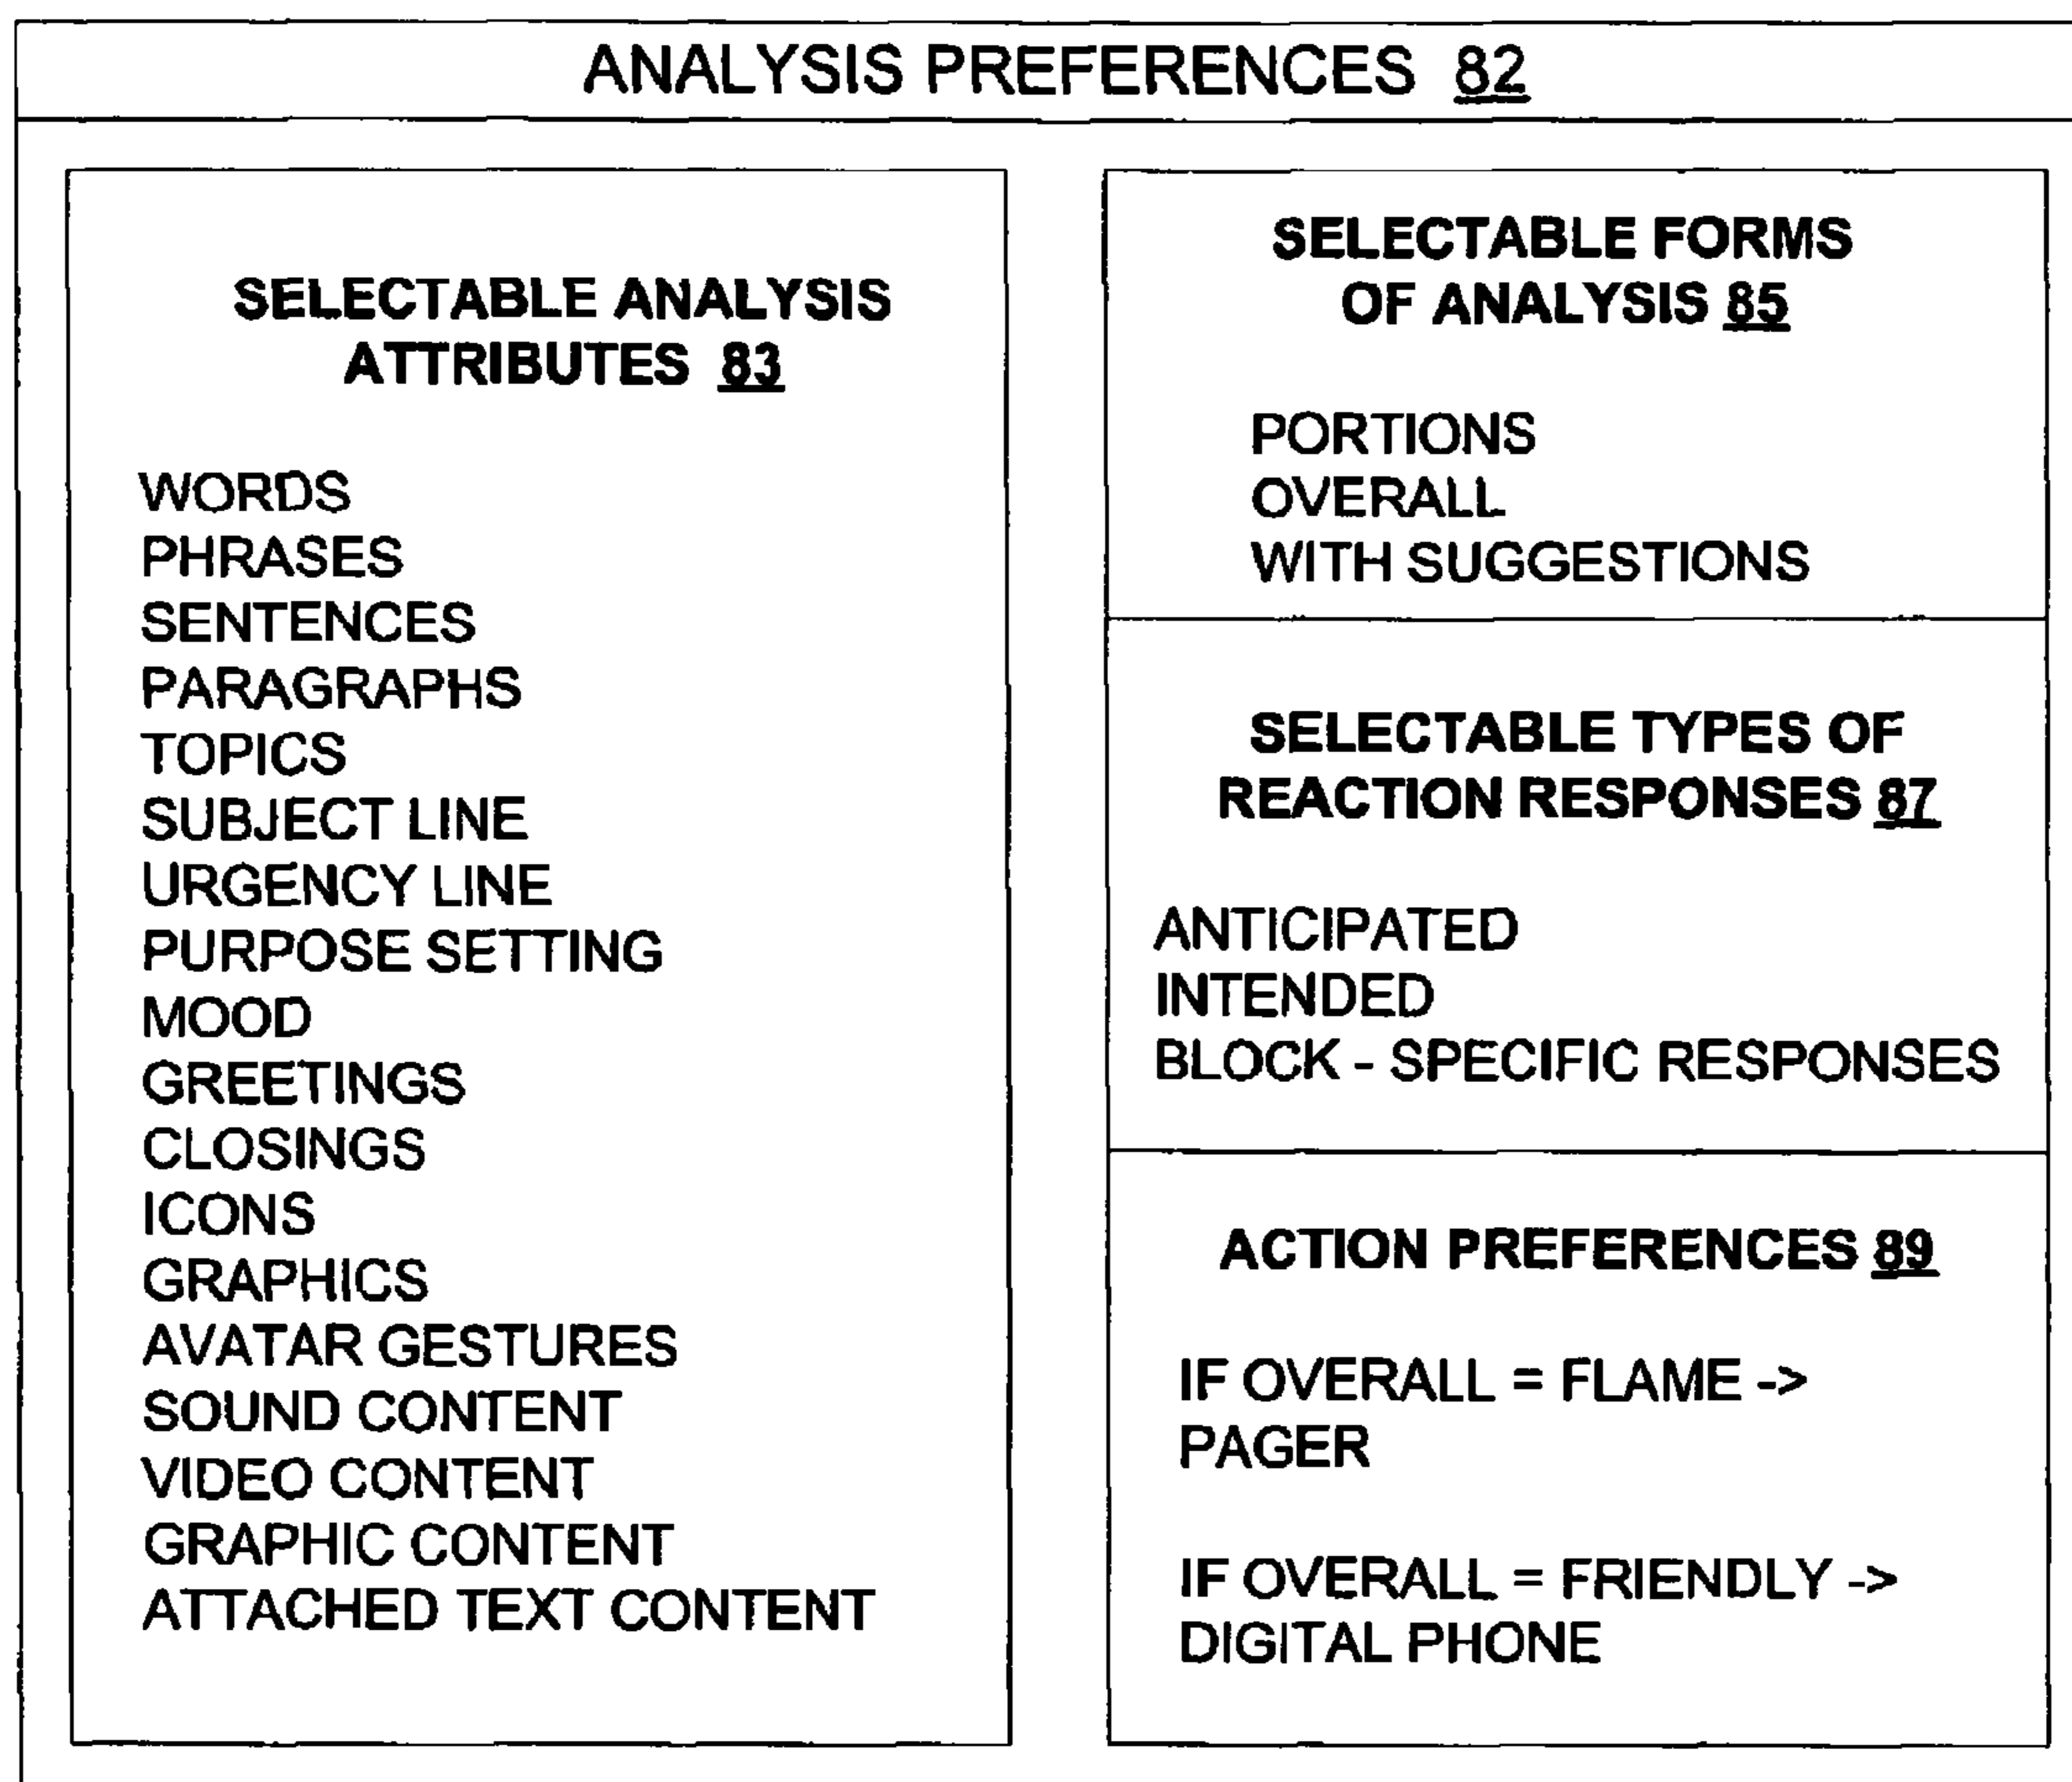 ANALYSIS PREFERENCES 82
SELECTABLE ANALYSIS
ATTRIBUTES 83
WORDS
PHRASES
SENTENCES
PARAGRAPHS
TOPICS
SUBJECT LINE
URGENCY LINE
PURPOSE SETTING
MOOD
GREETINGS
CLOSINGS
ICONS
GRAPHICS
AVATAR GESTURES
SOUND CONTENT
VIDEO CONTENT
GRAPHIC CONTENT
ATTACHED TEXT CONTENT
SELECTABLE FORMS
OF ANALYSIS 85
PORTIONS
OVERALL
WITH SUGGESTIONS
SELECTABLE TYPES OF
REACTION RESPONSES 87
ANTICIPATED
INTENDED
BLOCK - SPECIFIC RESPONSES
ACTION PREFERENCES 89
IF OVERALL = FLAME ->
PAGER
IF OVERALL = FRIENDLY ->
DIGITAL PHONE